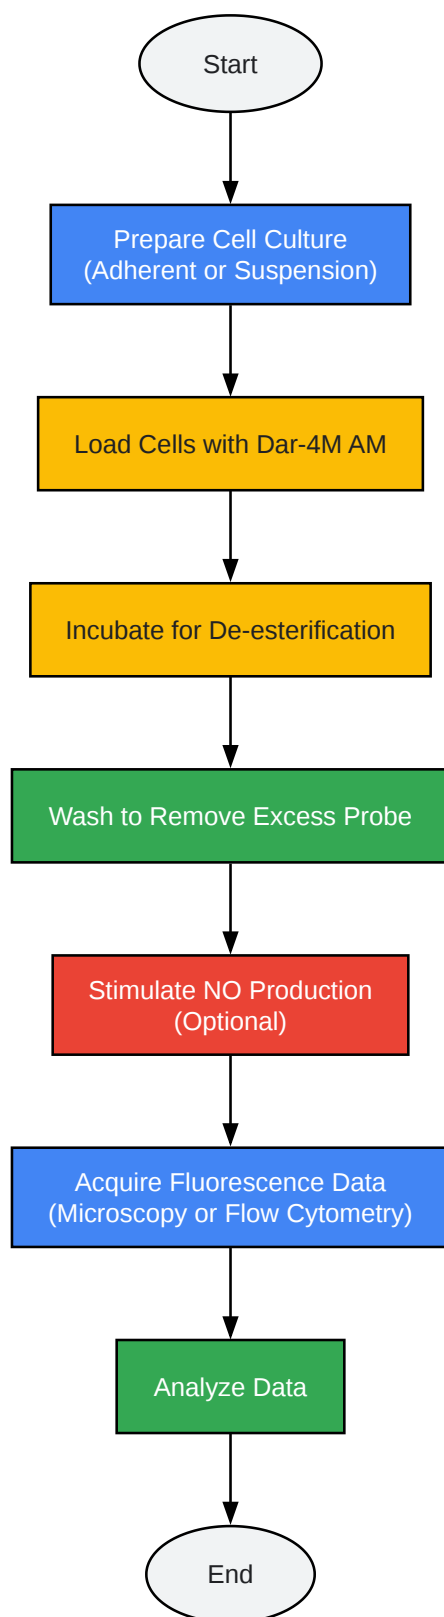 Start
Prepare Cell Culture
(Adherent or Suspension)
Load Cells with Dar-4M AM
Incubate for De-esterification
Wash to Remove Excess Probe
Stimulate NO Production
(Optional)
Acquire Fluorescence Data
(Microscopy or Flow Cytometry)
Analyze Data
End